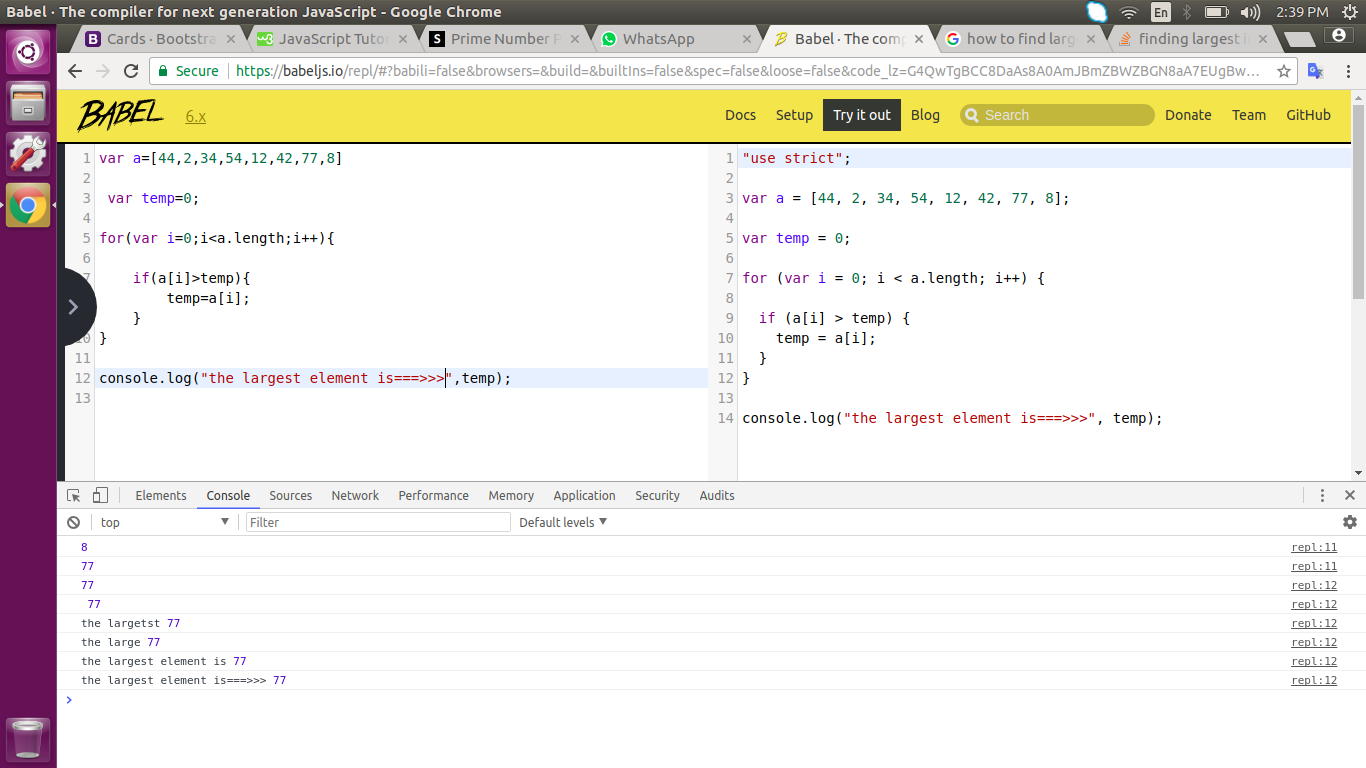 Babel · The compiler for next generation JavaScript - Google Chrome
En
2:39 PM
Cards · Bootstra
JavaScript Tutor
Prime Number P
WhatsApp
Babel · The comp
how to find larg
finding largest i
Secure
https://babeljs.io/repl/#?babili=false&browsers=&build=&builtIns=false&spec=false&loose=false&code_lz=G4QwTgBCC8DaAs8A0AmJBmZBWZBGN8aA7EUgBw...
BABEL
6.x
Docs
Setup
Try it out
Blog
Search
Donate
Team
GitHub
1 var a=[44,2,34,54,12,42,77,8]
2
3  var temp=0;
4
5 for(var i=0;i<a.length;i++){
6
7     if(a[i]>temp){
        temp=a[i];
    }
10 }
11
12 console.log("the largest element is===>>>",temp);
13
1 "use strict";
2
3 var a = [44, 2, 34, 54, 12, 42, 77, 8];
4
5 var temp = 0;
6
7 for (var i = 0; i < a.length; i++) {
8
9   if (a[i] > temp) {
10     temp = a[i];
11   }
12 }
13
14 console.log("the largest element is===>>>", temp);
Elements
Console
Sources
Network
Performance
Memory
Application
Security
Audits
top
Filter
Default levels
8 repl:11
77 repl:11
77 repl:12
77 repl:12
the largetst 77 repl:12
the large 77 repl:12
the largest element is 77 repl:12
the largest element is===>>> 77 repl:12